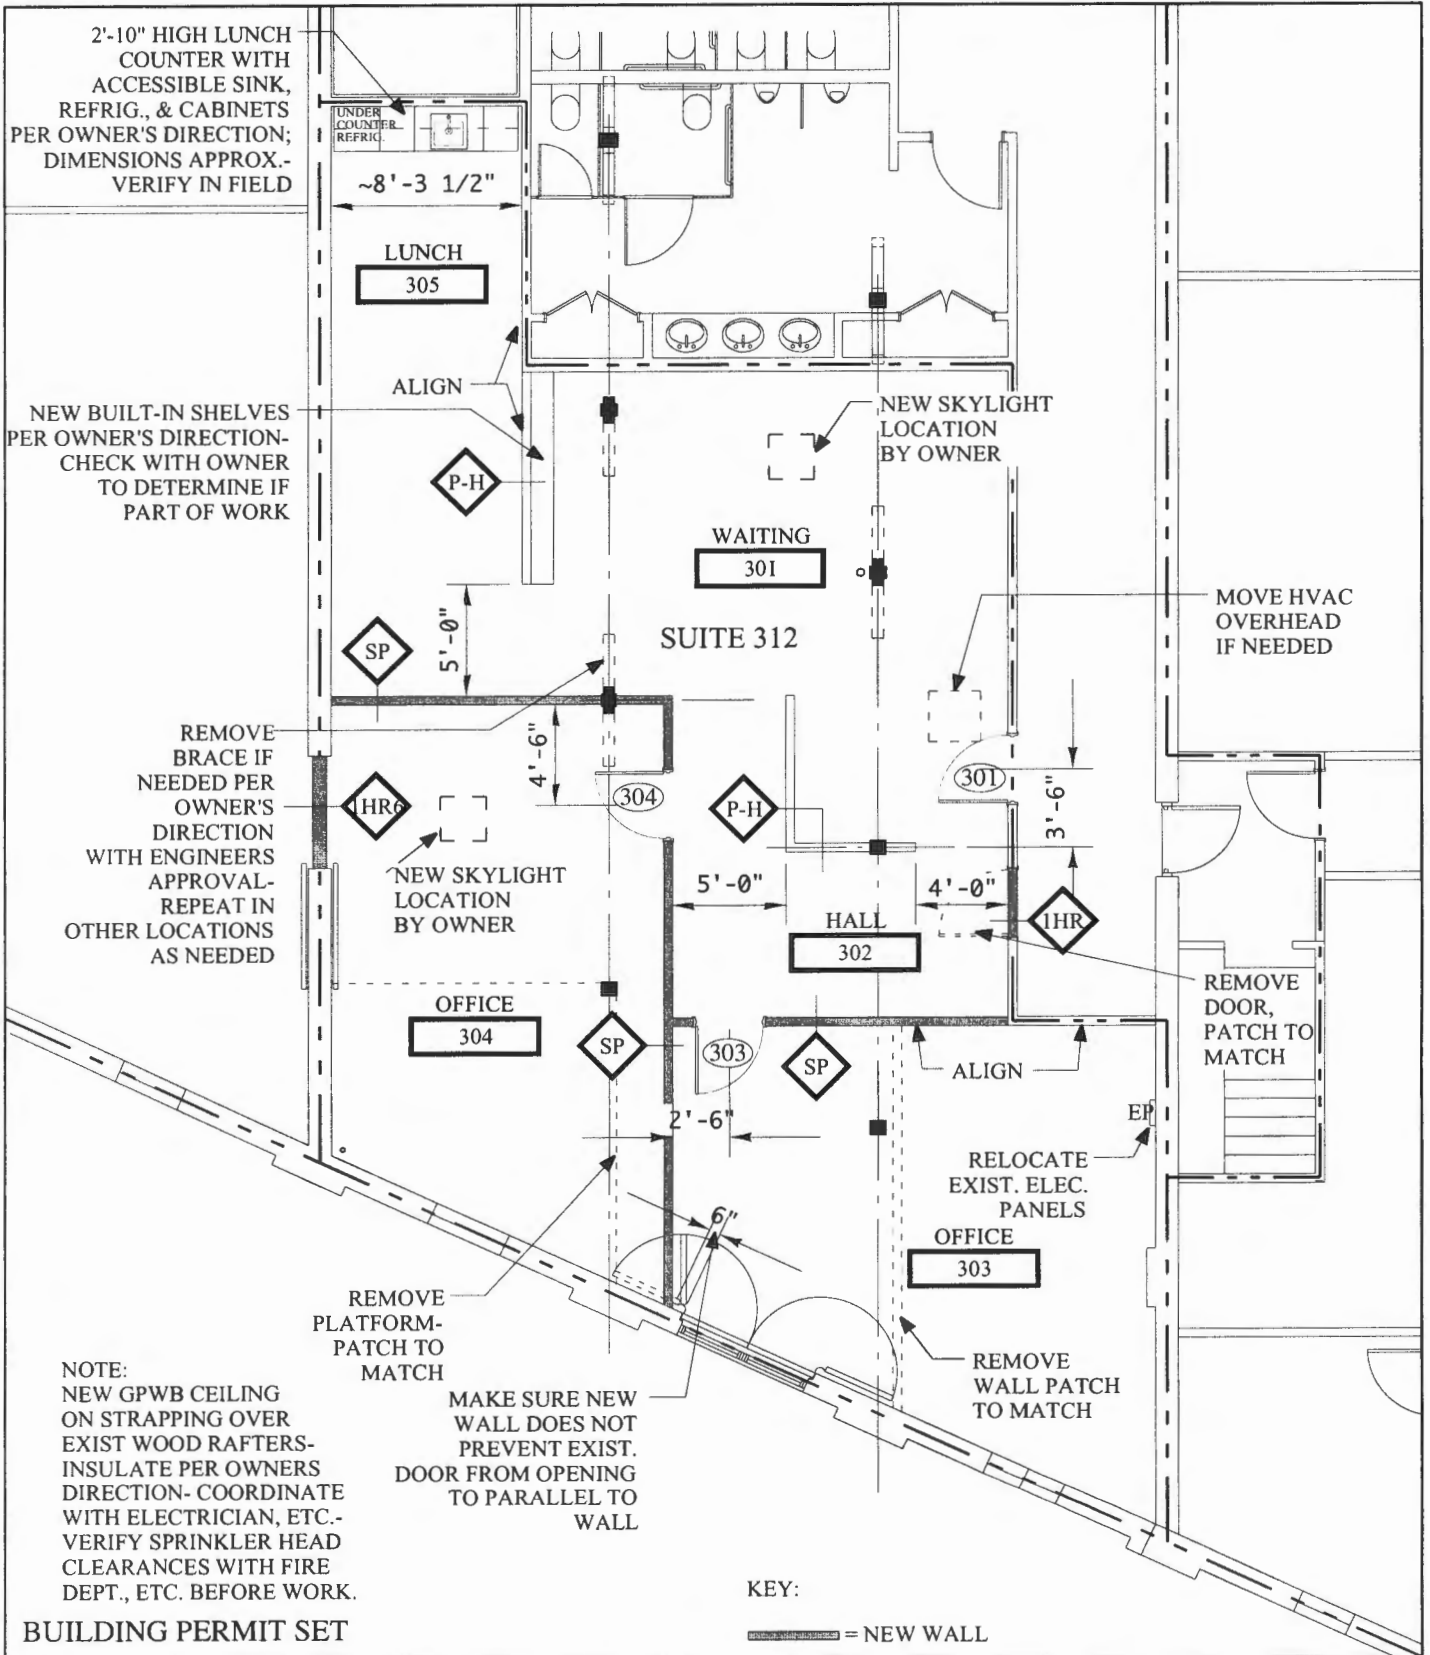 2'-10" HIGH LUNCH
COUNTER WITH
ACCESSIBLE SINK,
REFRIG., & CABINETS
PER OWNER'S DIRECTION;
DIMENSIONS APPROX.-
VERIFY IN FIELD
UNDER
COUNTER
REFRIG.
~8'-3 1/2"
LUNCH
305
ALIGN
NEW BUILT-IN SHELVES
PER OWNER'S DIRECTION-
CHECK WITH OWNER
TO DETERMINE IF
PART OF WORK
P-H
NEW SKYLIGHT
LOCATION
BY OWNER
WAITING
301
SUITE 312
5'-0"
SP
MOVE HVAC
OVERHEAD
IF NEEDED
REMOVE
BRACE IF
NEEDED PER
OWNER'S
DIRECTION
WITH ENGINEERS
APPROVAL-
REPEAT IN
OTHER LOCATIONS
AS NEEDED
4'-6"
1HR6
304
P-H
301
3'-6"
NEW SKYLIGHT
LOCATION
BY OWNER
5'-0"
4'-0"
1HR
HALL
302
REMOVE
DOOR,
PATCH TO
MATCH
OFFICE
304
SP
303
SP
ALIGN
2'-6"
EP
RELOCATE
EXIST. ELEC.
PANELS
6"
OFFICE
303
REMOVE
PLATFORM-
PATCH TO
MATCH
REMOVE
WALL PATCH
TO MATCH
MAKE SURE NEW
WALL DOES NOT
PREVENT EXIST.
DOOR FROM OPENING
TO PARALLEL TO
WALL
NOTE:
NEW GPWB CEILING
ON STRAPPING OVER
EXIST WOOD RAFTERS-
INSULATE PER OWNERS
DIRECTION- COORDINATE
WITH ELECTRICIAN, ETC.-
VERIFY SPRINKLER HEAD
CLEARANCES WITH FIRE
DEPT., ETC. BEFORE WORK.
BUILDING PERMIT SET
KEY:
= NEW WALL